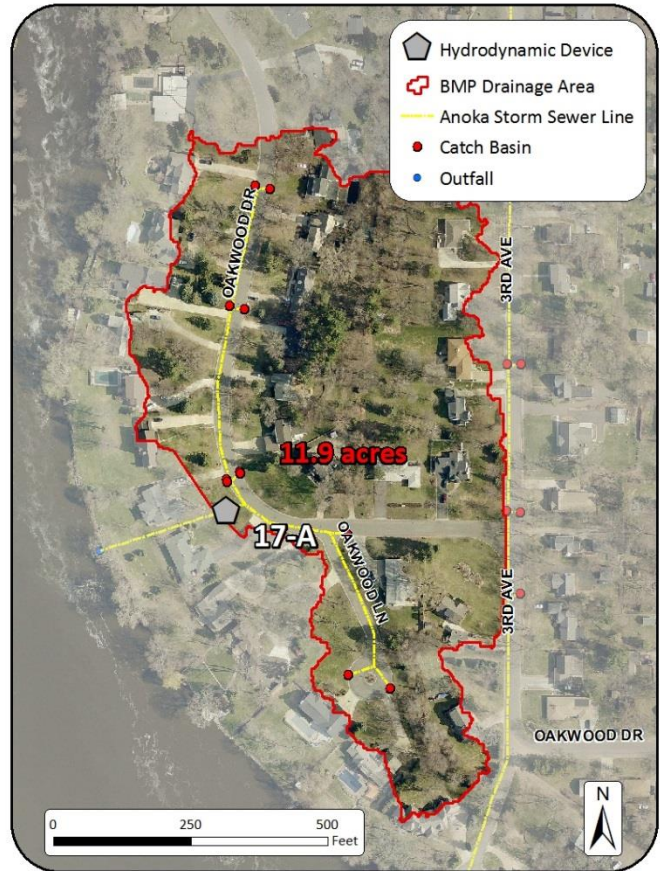 Hydrodynamic Device
BMP Drainage Area
Anoka Storm Sewer Line
Catch Basin
Outfall
OAKWOOD DR
3RD AVE
11.9 acres
17-A
OAKWOOD LN
3RD AVE
OAKWOOD DR
0 250 500
Feet
N